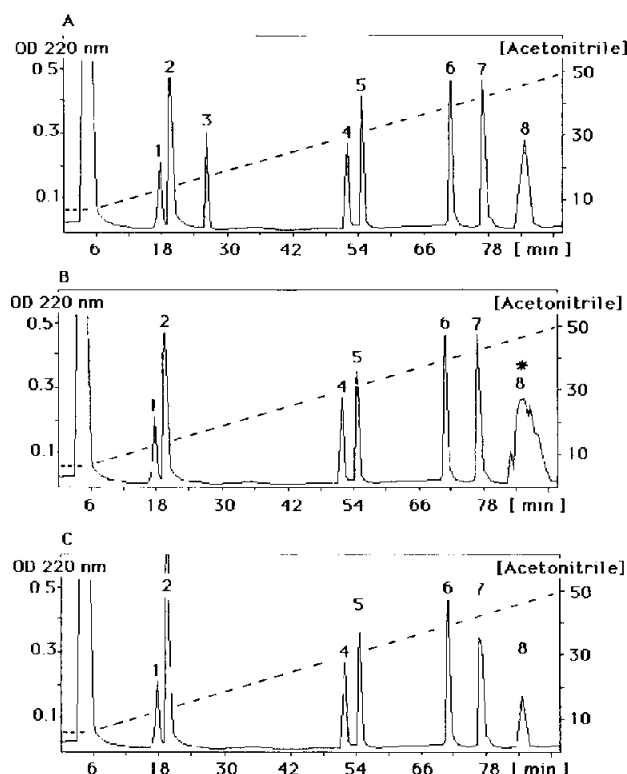 A
OD 220 nm [Acetonitrile]
0.5 2 5 6 7 50
0.3 3 4 8 30
0.1 1 10
6 18 30 42 54 66 78 [ min ]
B
OD 220 nm [Acetonitrile]
0.5 2 6 7 50
0.3 4 5 * 8 30
0.1 1 10
6 18 30 42 54 66 78 [ min ]
C
OD 220 nm [Acetonitrile]
0.5 2 5 6 7 50
0.3 1 4 8 30
0.1 10
6 18 30 42 54 66 78 [ min ]